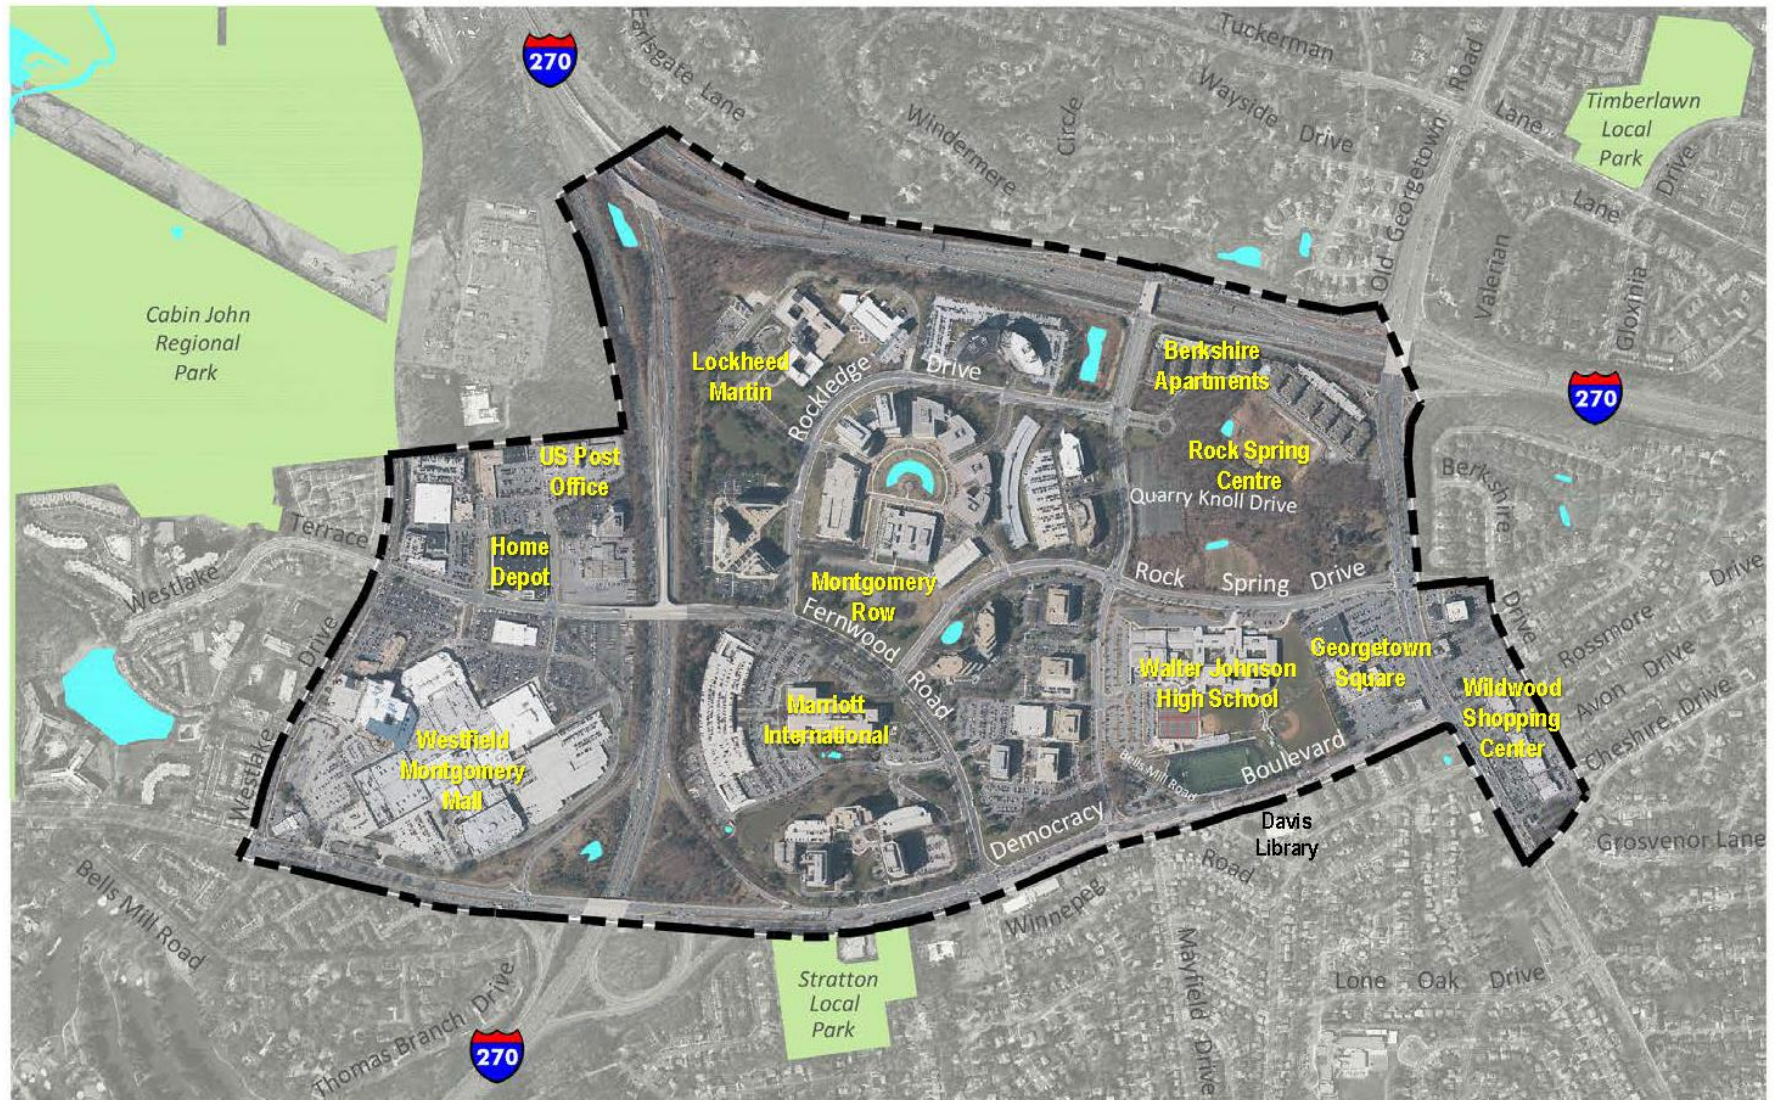 270
Earlsgate Lane
Tuckerman
Lane
Wayside Drive
Windermere
Circle
Old Georgetown Road
Timberlawn
Local
Park
Drive
Lane
Valerian
Gloxinia
Cabin John
Regional
Park
Lockheed
Martin
Rockledge
Drive
Berkshire
Apartments
270
US Post
Office
Rock Spring
Centre
Quarry Knoll Drive
Berkshire
Drive
Terrace
Westlake
Home
Depot
Montgomery
Row
Rock Spring Drive
Drive
Rossmore
Fernwood
Road
Walter Johnson
High School
Georgetown
Square
Wildwood
Shopping
Center
Avon Drive
Cheshire Drive
Westlake Drive
Westfield
Montgomery
Mall
Marriott
International
Bells Mill Road
Democracy
Boulevard
Davis
Library
Grosvenor Lane
Bells Mill Road
Road
Winnepeg
Mayfield Drive
Lone Oak Drive
Stratton
Local
Park
Thomas Branch Drive
270